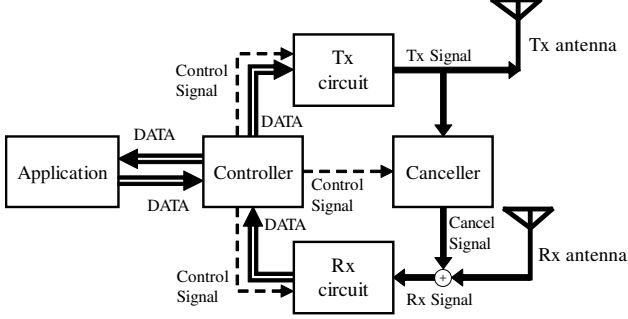 Tx Signal
Tx antenna
Tx
circuit
Control
Signal
DATA
DATA
Application
Controller
Canceller
Control
Signal
DATA
DATA
Cancel
Signal
Rx antenna
Rx
circuit
Control
Signal
+
Rx Signal